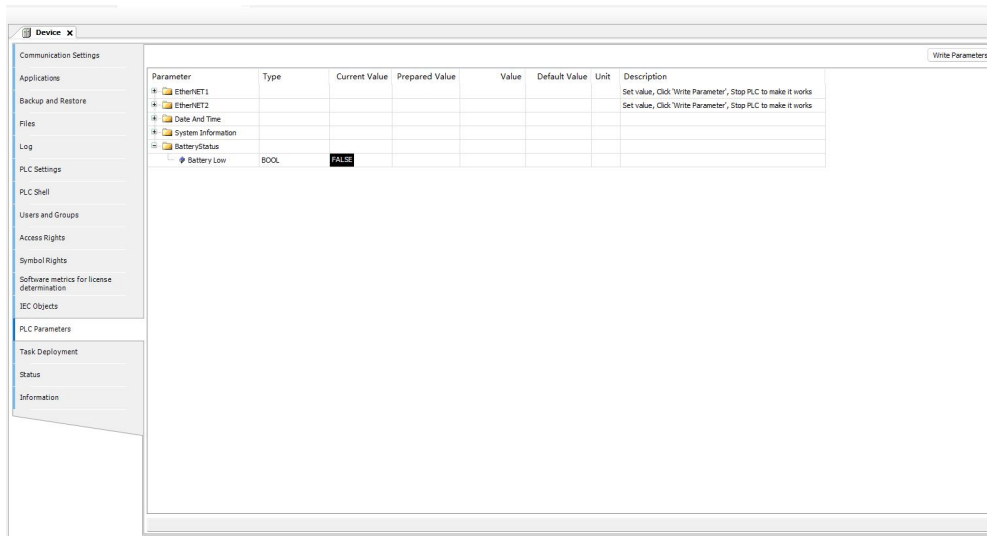 Device
Communication Settings
Applications
Backup and Restore
Files
Log
PLC Settings
PLC Shell
Users and Groups
Access Rights
Symbol Rights
Software metrics for license
determination
IEC Objects
PLC Parameters
Task Deployment
Status
Information
Write Parameters
Parameter Type Current Value Prepared Value Value Default Value Unit Description
EtherNET1 Set value, Click 'Write Parameter', Stop PLC to make it works
EtherNET2 Set value, Click 'Write Parameter', Stop PLC to make it works
Date And Time
System Information
BatteryStatus
Battery Low BOOL FALSE